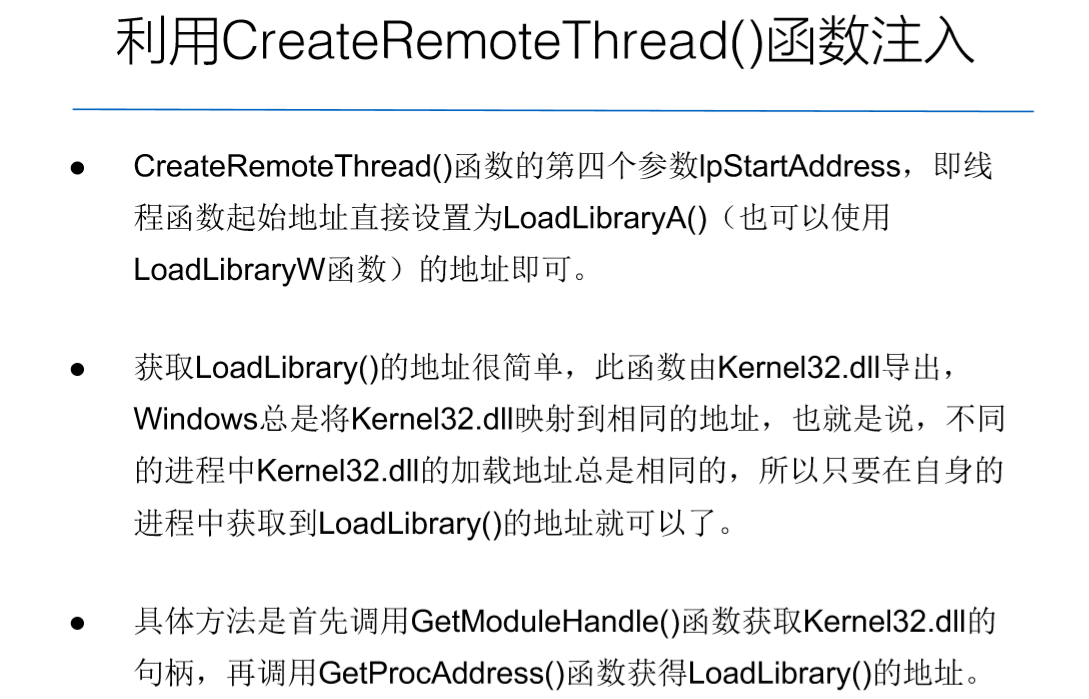 利用CreateRemoteThread()函数注入
● CreateRemoteThread()函数的第四个参数lpStartAddress，即线
程函数起始地址直接设置为LoadLibraryA()（也可以使用
LoadLibraryW函数）的地址即可。
● 获取LoadLibrary()的地址很简单，此函数由Kernel32.dll导出，
Windows总是将Kernel32.dll映射到相同的地址，也就是说，不同
的进程中Kernel32.dll的加载地址总是相同的，所以只要在自身的
进程中获取到LoadLibrary()的地址就可以了。
● 具体方法是首先调用GetModuleHandle()函数获取Kernel32.dll的
句柄，再调用GetProcAddress()函数获得LoadLibrary()的地址。